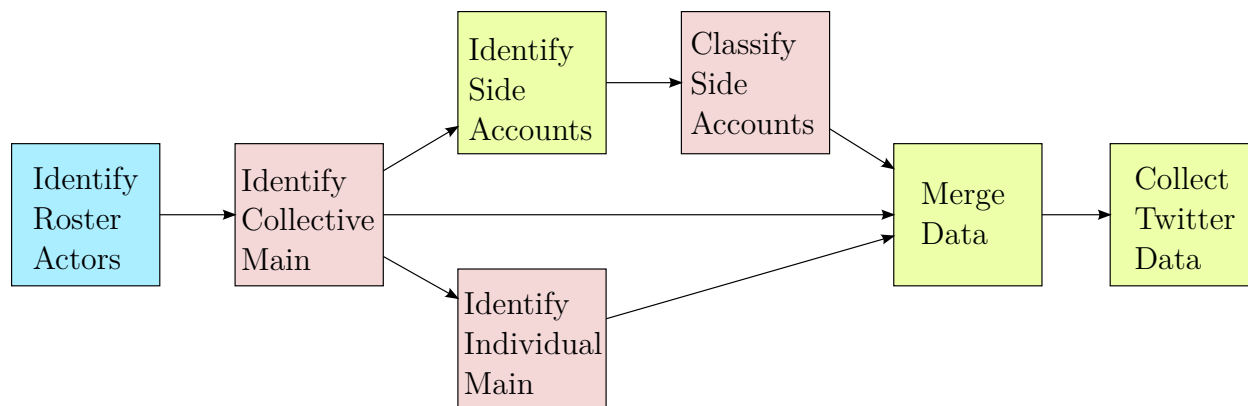 Identify
Roster
Actors
Identify
Collective
Main
Identify
Side
Accounts
Classify
Side
Accounts
Identify
Individual
Main
Merge
Data
Collect
Twitter
Data